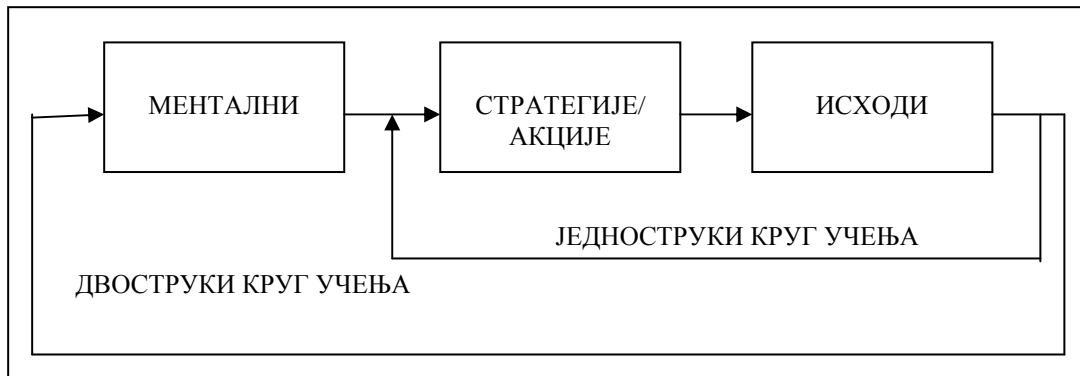 МЕНТАЛНИ
СТРАТЕГИЈЕ/
АКЦИЈЕ
ИСХОДИ
ЈЕДНОСТРУКИ КРУГ УЧЕЊА
ДВОСТРУКИ КРУГ УЧЕЊА